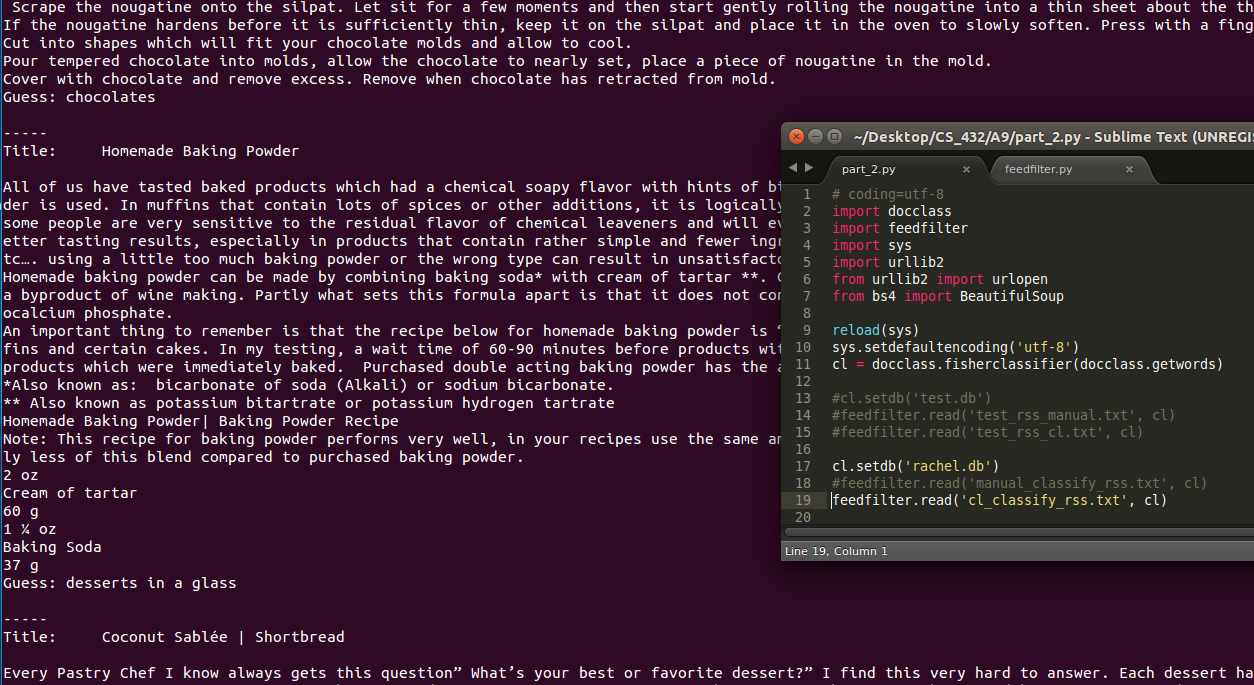 Scrape the nougatine onto the silpat. Let sit for a few moments and then start gently rolling the nougatine into a thin sheet about the th
If the nougatine hardens before it is sufficiently thin, keep it on the silpat and place it in the oven to slowly soften. Press with a fing
Cut into shapes which will fit your chocolate molds and allow to cool.
Pour tempered chocolate into molds, allow the chocolate to nearly set, place a piece of nougatine in the mold.
Cover with chocolate and remove excess. Remove when chocolate has retracted from mold.
Guess: chocolates
-----
Title: Homemade Baking Powder
All of us have tasted baked products which had a chemical soapy flavor with hints of bi
der is used. In muffins that contain lots of spices or other additions, it is logically
some people are very sensitive to the residual flavor of chemical leaveners and will ev
etter tasting results, especially in products that contain rather simple and fewer ingr
tc…. using a little too much baking powder or the wrong type can result in unsatisfacto
Homemade baking powder can be made by combining baking soda* with cream of tartar **. C
a byproduct of wine making. Partly what sets this formula apart is that it does not con
ocalcium phosphate.
An important thing to remember is that the recipe below for homemade baking powder is “
fins and certain cakes. In my testing, a wait time of 60-90 minutes before products wit
products which were immediately baked.  Purchased double acting baking powder has the a
*Also known as:  bicarbonate of soda (Alkali) or sodium bicarbonate.
** Also known as potassium bitartrate or potassium hydrogen tartrate
Homemade Baking Powder| Baking Powder Recipe
Note: This recipe for baking powder performs very well, in your recipes use the same am
ly less of this blend compared to purchased baking powder.
2 oz
Cream of tartar
60 g
1 ¼ oz
Baking Soda
37 g
Guess: desserts in a glass
-----
Title: Coconut Sablée | Shortbread
Every Pastry Chef I know always gets this question” What’s your best or favorite dessert?” I find this very hard to answer. Each dessert ha
~/Desktop/CS_432/A9/part_2.py - Sublime Text (UNREGIS
part_2.py × feedfilter.py ×
1 # coding=utf-8
2 import docclass
3 import feedfilter
4 import sys
5 import urllib2
6 from urllib2 import urlopen
7 from bs4 import BeautifulSoup
8
9 reload(sys)
10 sys.setdefaultencoding('utf-8')
11 cl = docclass.fisherclassifier(docclass.getwords)
12
13 #cl.setdb('test.db')
14 #feedfilter.read('test_rss_manual.txt', cl)
15 #feedfilter.read('test_rss_cl.txt', cl)
16
17 cl.setdb('rachel.db')
18 #feedfilter.read('manual_classify_rss.txt', cl)
19 feedfilter.read('cl_classify_rss.txt', cl)
20
Line 19, Column 1